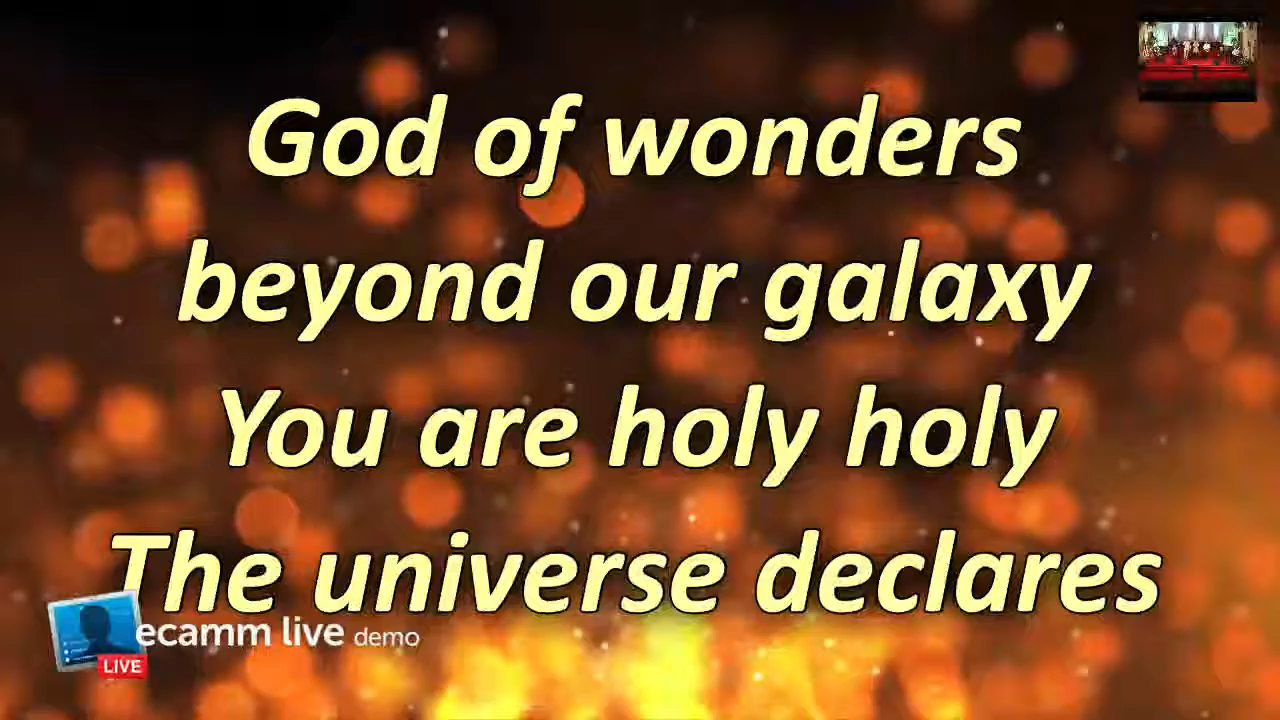 God of wonders
beyond our galaxy
You are holy holy
The universe declares
ecamm live demo
LIVE